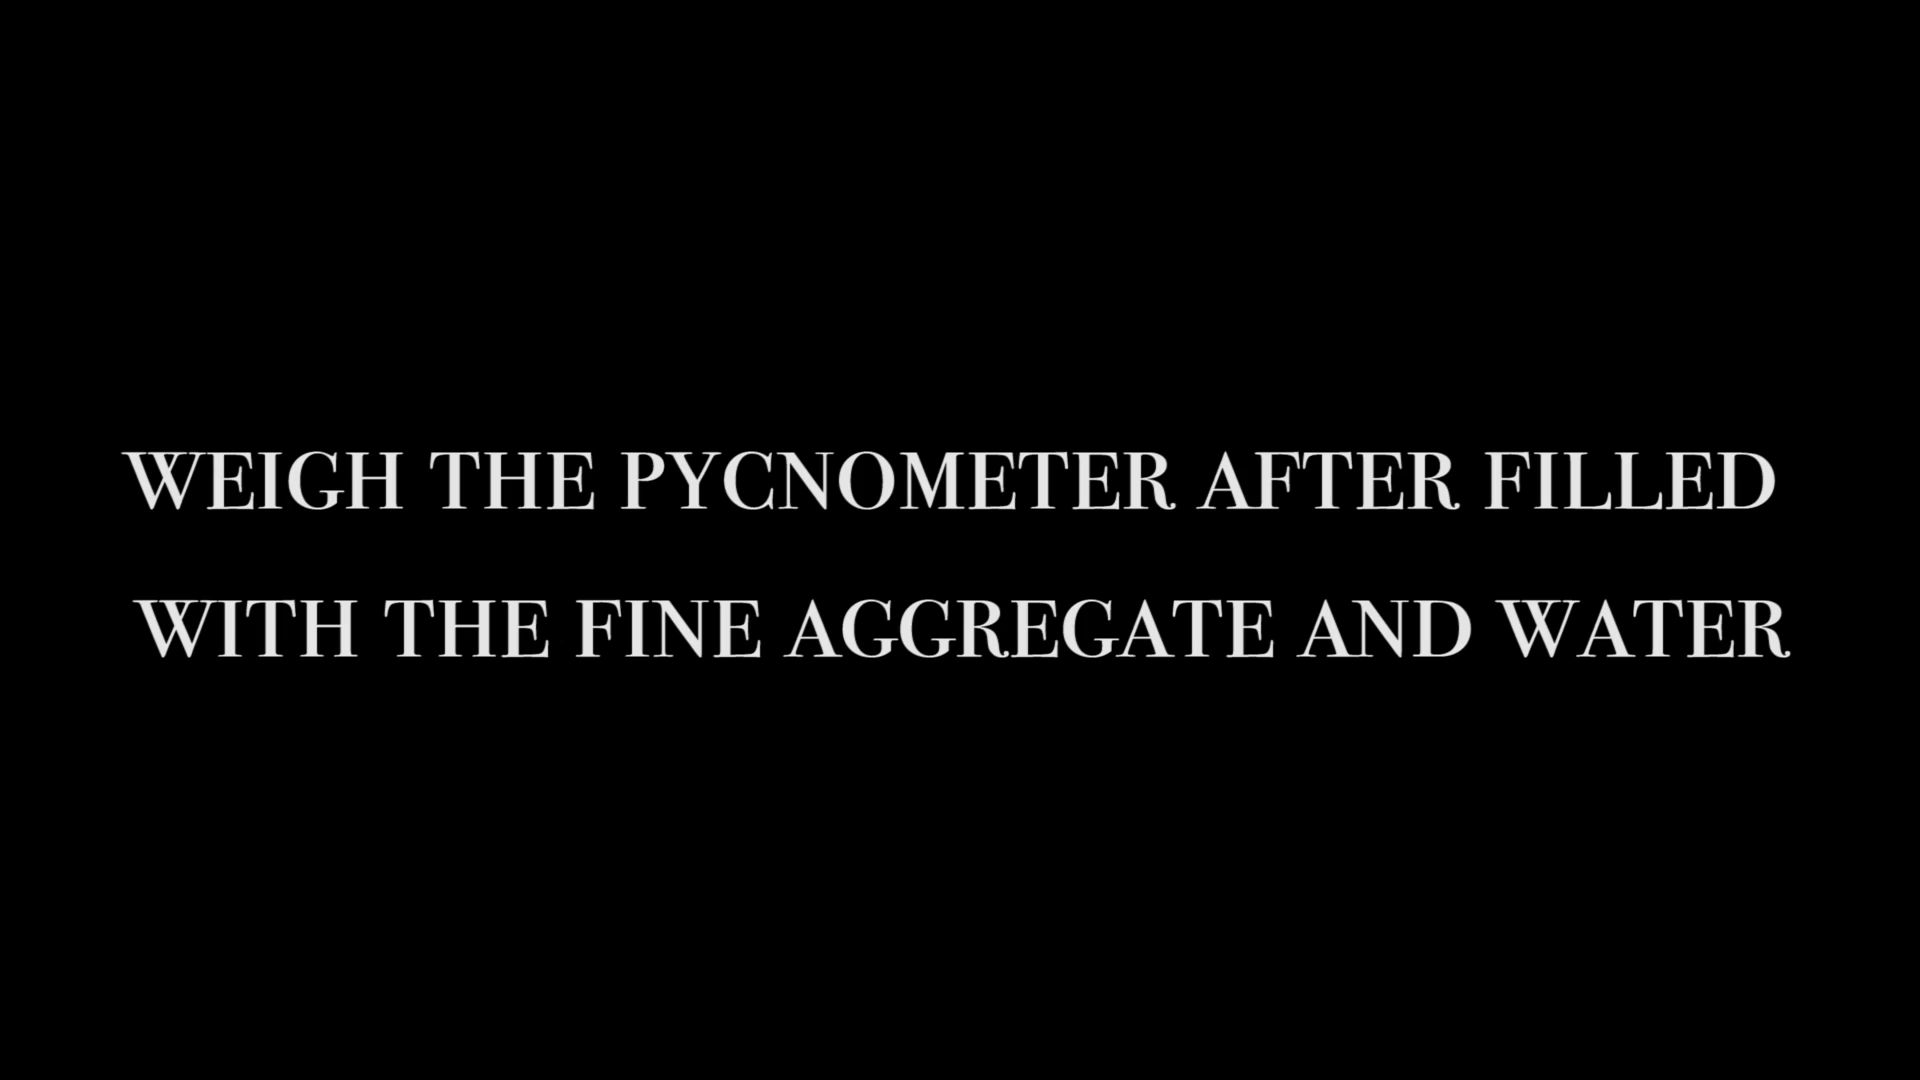 WEIGH THE PYCNOMETER AFTER FILLED
WITH THE FINE AGGREGATE AND WATER